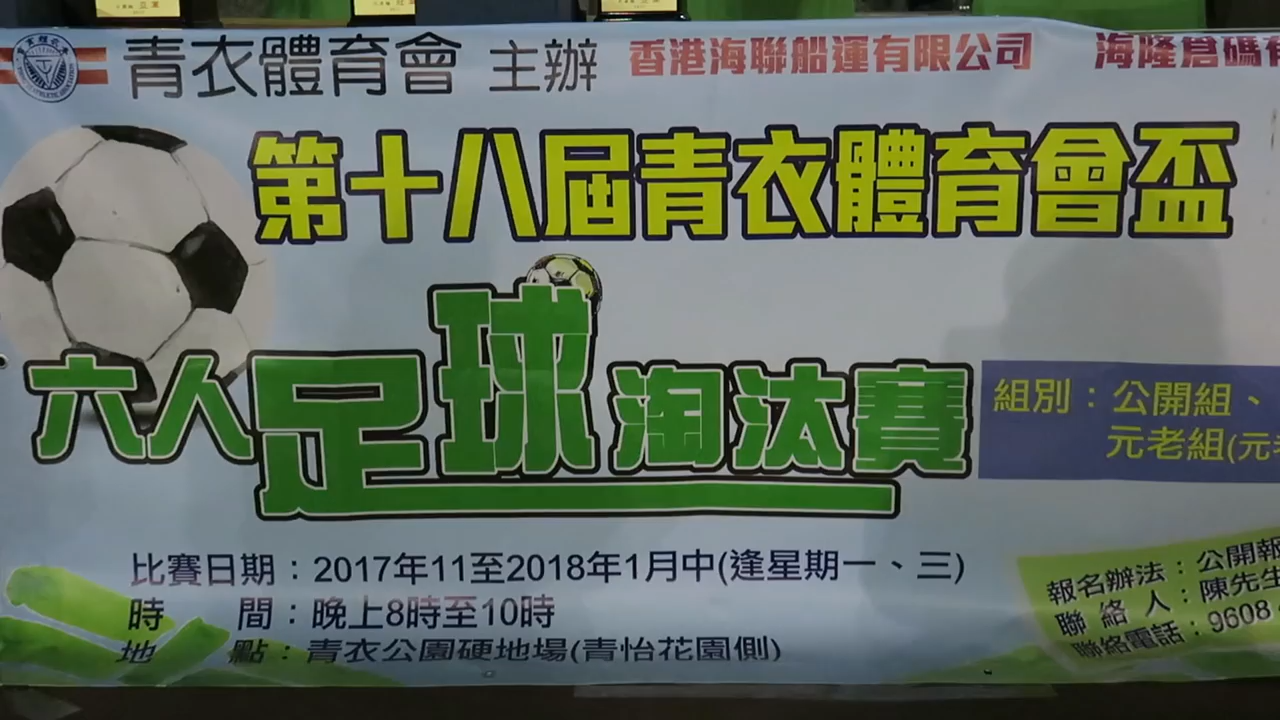 青衣體育會 主辦 香港海聯船運有限公司 海隆倉碼有
第十八屆青衣體育會盃
六人足球淘汰賽
組別：公開組、
元老組(元老
比賽日期：2017年11至2018年1月中(逢星期一、三)
時 間：晚上8時至10時
地 點：青衣公園硬地場(青怡花園側)
報名辦法：公開報
聯 絡 人：陳先生
聯絡電話：9608